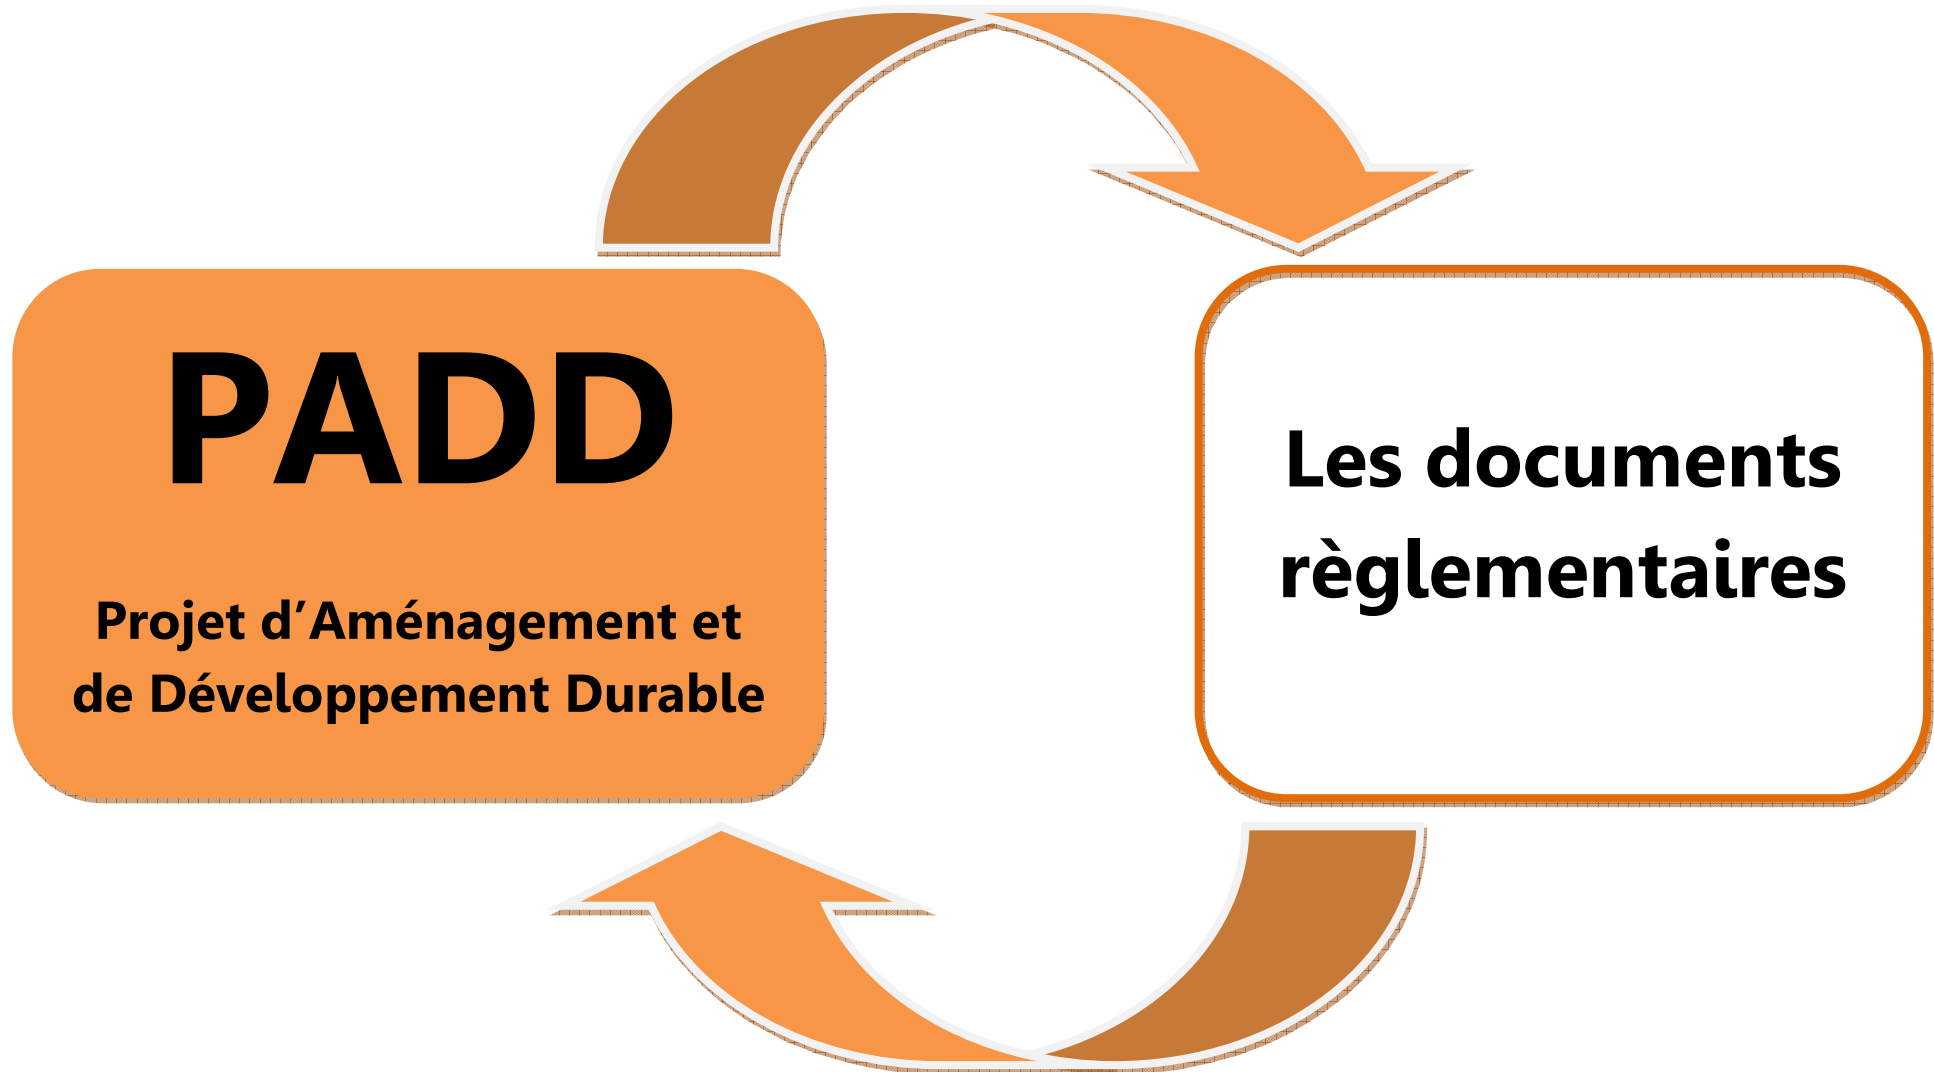 PADD
Projet d’Aménagement et
de Développement Durable
Les documents
règlementaires